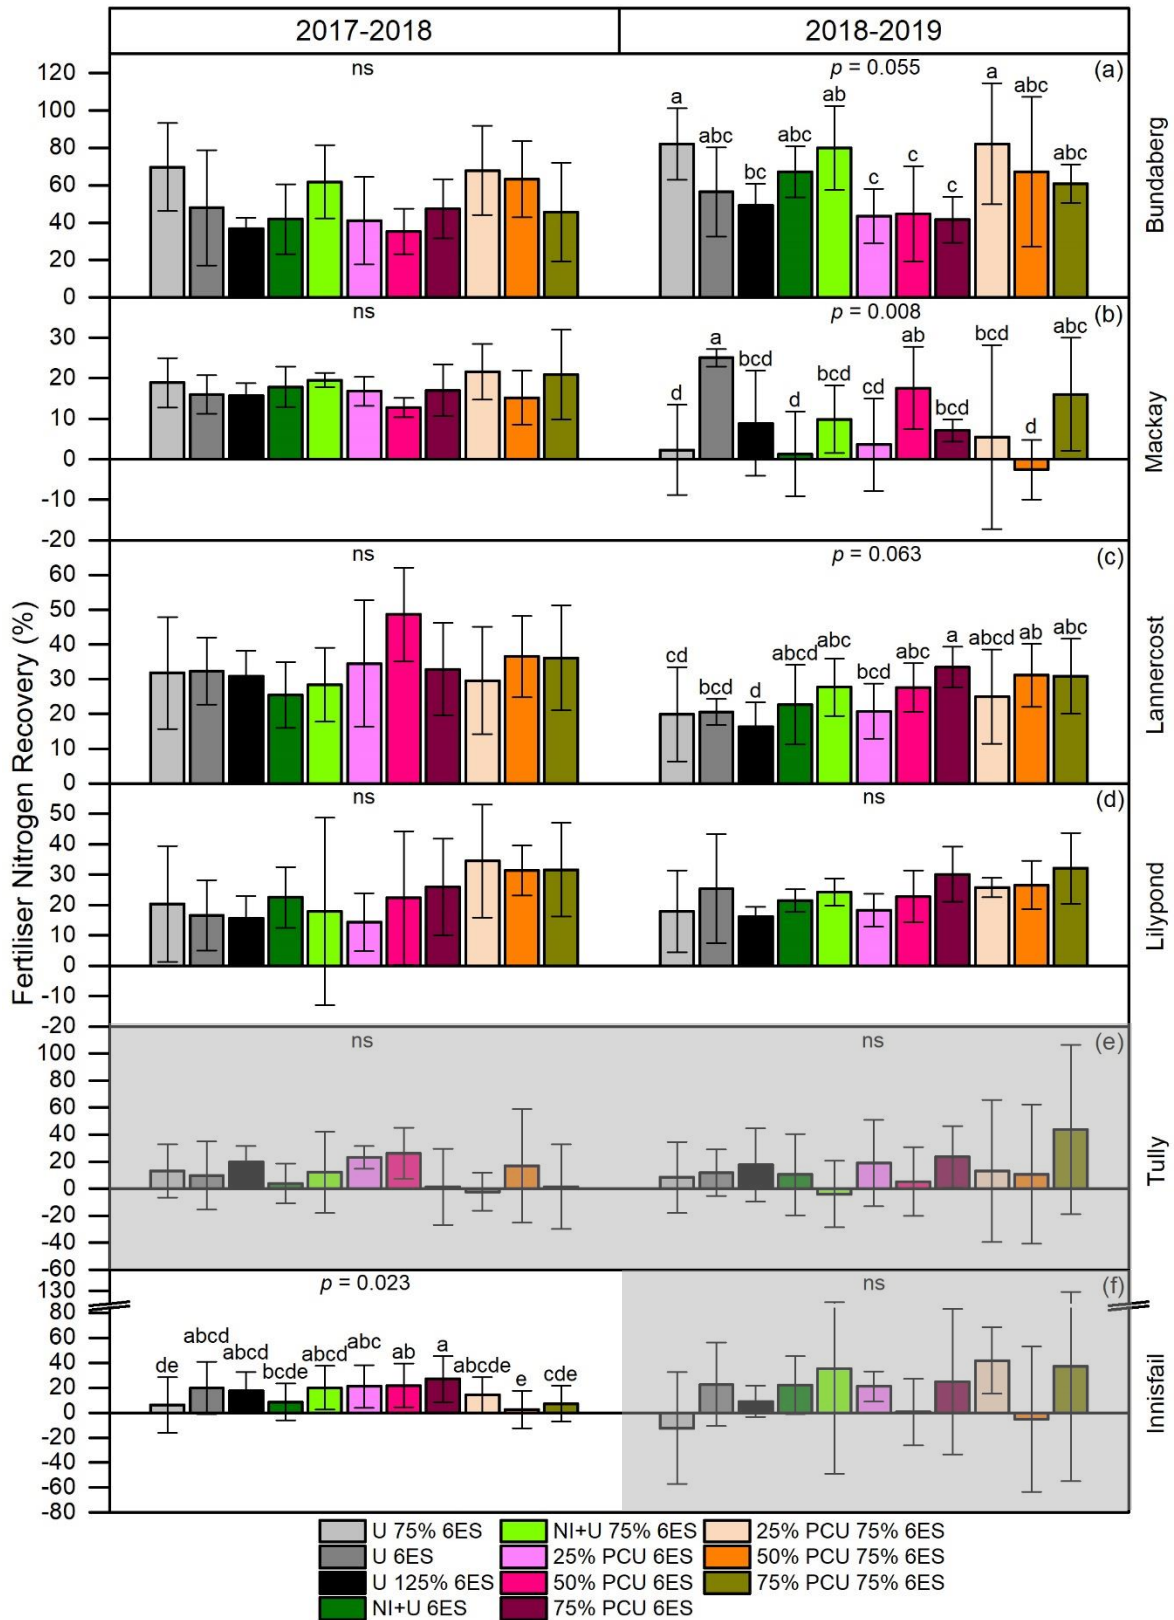 2017-2018 2018-2019
ns p = 0.055 (a)
120
100
80
60
40
20
0
a abc bc abc ab c c c a abc abc
Bundaberg
ns p = 0.008 (b)
30
20
10
0
-10
-20
d a bcd d bcd cd ab bcd bcd d abc
Mackay
ns p = 0.063 (c)
60
50
40
30
20
10
0
cd bcd d abcd abc bcd abc a abcd ab abc
Lannercost
Fertiliser Nitrogen Recovery (%)
ns ns (d)
50
40
30
20
10
0
-10
-20
Lilypond
ns ns (e)
100
80
60
40
20
0
-20
-40
-60
Tully
p = 0.023 ns (f)
130
80
60
40
20
0
-20
-40
-60
-80
de abcd abcd bcde abcd abc ab a abcde e cde
Innisfail
U 75% 6ES NI+U 75% 6ES 25% PCU 75% 6ES
U 6ES 25% PCU 6ES 50% PCU 75% 6ES
U 125% 6ES 50% PCU 6ES 75% PCU 75% 6ES
NI+U 6ES 75% PCU 6ES